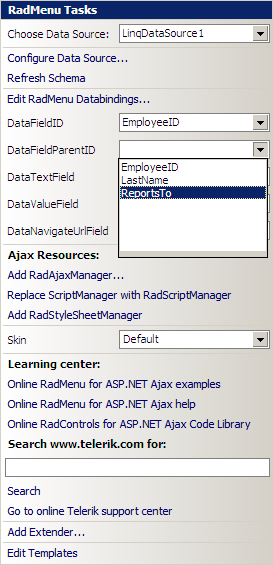 RadMenu Tasks
Choose Data Source: LinqDataSource1
Configure Data Source...
Refresh Schema
Edit RadMenu Databindings...
DataFieldID EmployeeID
DataFieldParentID
EmployeeID
DataTextField LastName
ReportsTo
DataValueField
DataNavigateUrlField
Ajax Resources:
Add RadAjaxManager...
Replace ScriptManager with RadScriptManager
Add RadStyleSheetManager
Skin Default
Learning center:
Online RadMenu for ASP.NET Ajax examples
Online RadMenu for ASP.NET Ajax help
Online RadControls for ASP.NET Ajax Code Library
Search www.telerik.com for:
Search
Go to online Telerik support center
Add Extender...
Edit Templates